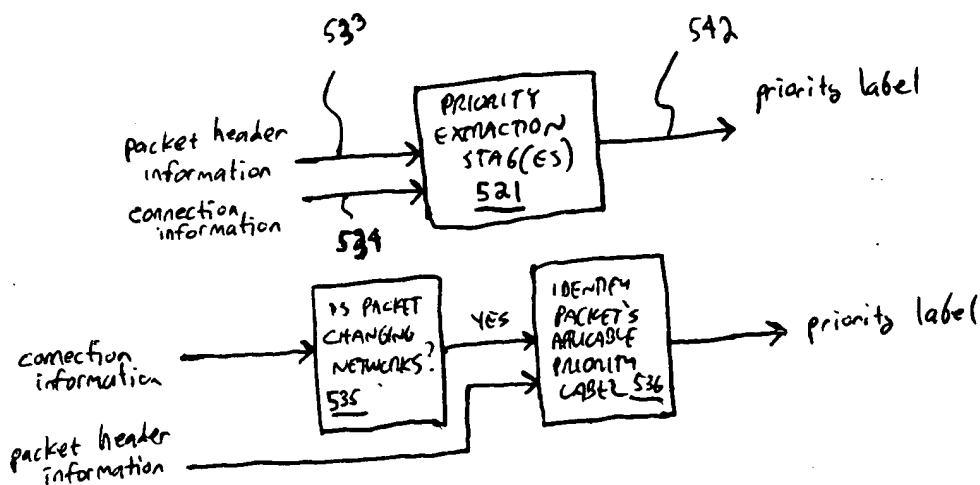 533
542
packet header
information
connection
information
534
PRIORITY
EXTRACTION
STAG(ES)
521
priority label
connection
information
packet header
information
IS PACKET
CHANGING
NETWORKS?
535
YES
IDENTIFY
PACKET'S
APPLICABLE
PRIORITY
LABEL 536
priority label